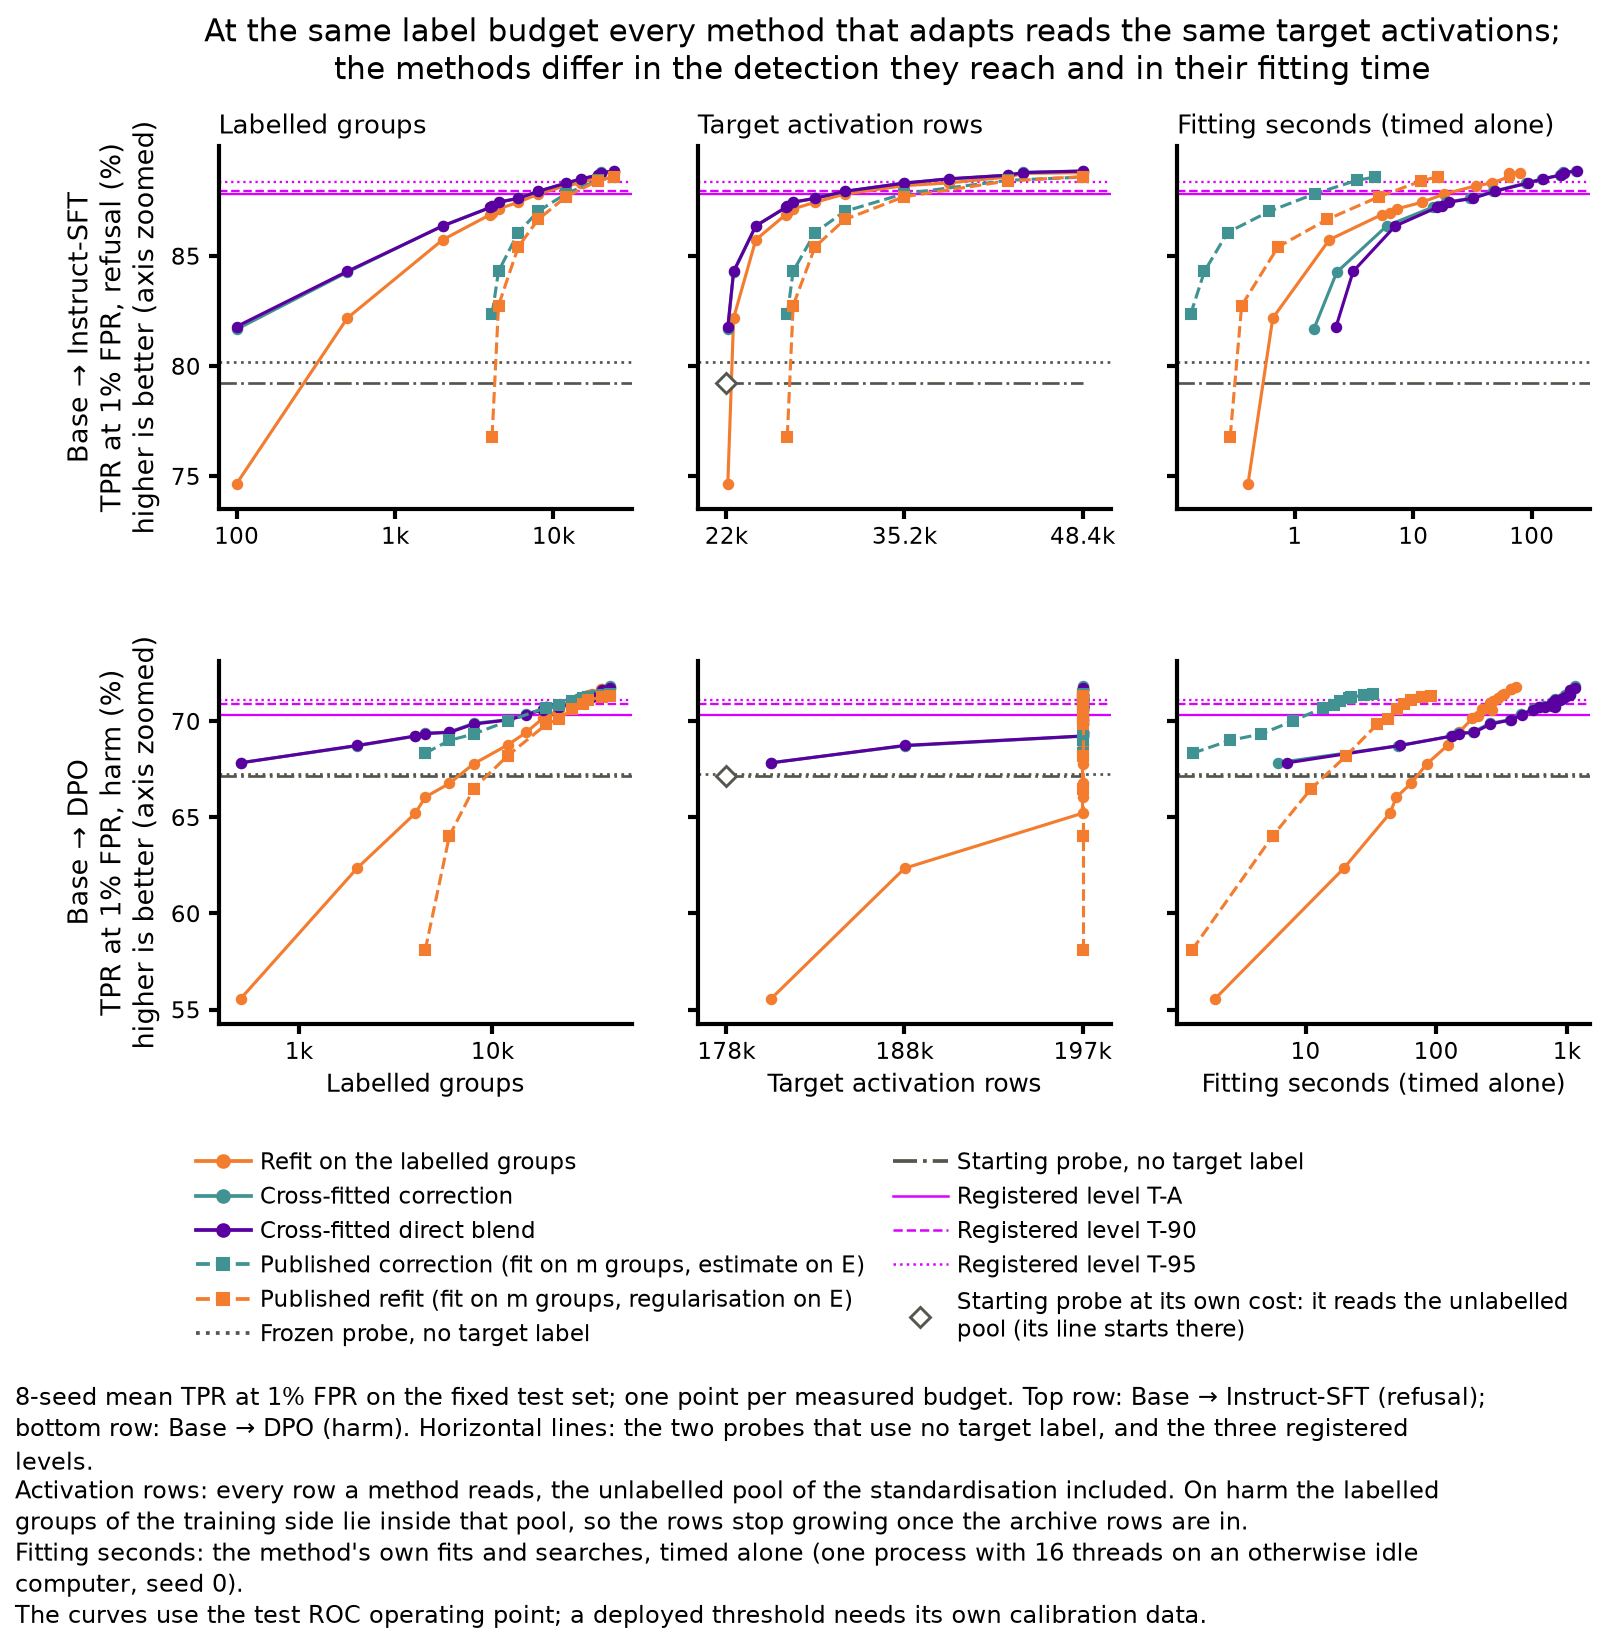 At the same label budget every method that adapts reads the same target activations;
the methods differ in the detection they reach and in their fitting time
Labelled groups
Target activation rows
Fitting seconds (timed alone)
Base → Instruct-SFT
TPR at 1% FPR, refusal (%)
higher is better (axis zoomed)
85
80
75
100
1k
10k
22k
35.2k
48.4k
1
10
100
Base → DPO
TPR at 1% FPR, harm (%)
higher is better (axis zoomed)
70
65
60
55
1k
10k
178k
188k
197k
10
100
1k
Labelled groups
Target activation rows
Fitting seconds (timed alone)
Refit on the labelled groups
Cross-fitted correction
Cross-fitted direct blend
Published correction (fit on m groups, estimate on E)
Published refit (fit on m groups, regularisation on E)
Frozen probe, no target label
Starting probe, no target label
Registered level T-A
Registered level T-90
Registered level T-95
Starting probe at its own cost: it reads the unlabelled
pool (its line starts there)
8-seed mean TPR at 1% FPR on the fixed test set; one point per measured budget. Top row: Base → Instruct-SFT (refusal);
bottom row: Base → DPO (harm). Horizontal lines: the two probes that use no target label, and the three registered
levels.
Activation rows: every row a method reads, the unlabelled pool of the standardisation included. On harm the labelled
groups of the training side lie inside that pool, so the rows stop growing once the archive rows are in.
Fitting seconds: the method's own fits and searches, timed alone (one process with 16 threads on an otherwise idle
computer, seed 0).
The curves use the test ROC operating point; a deployed threshold needs its own calibration data.